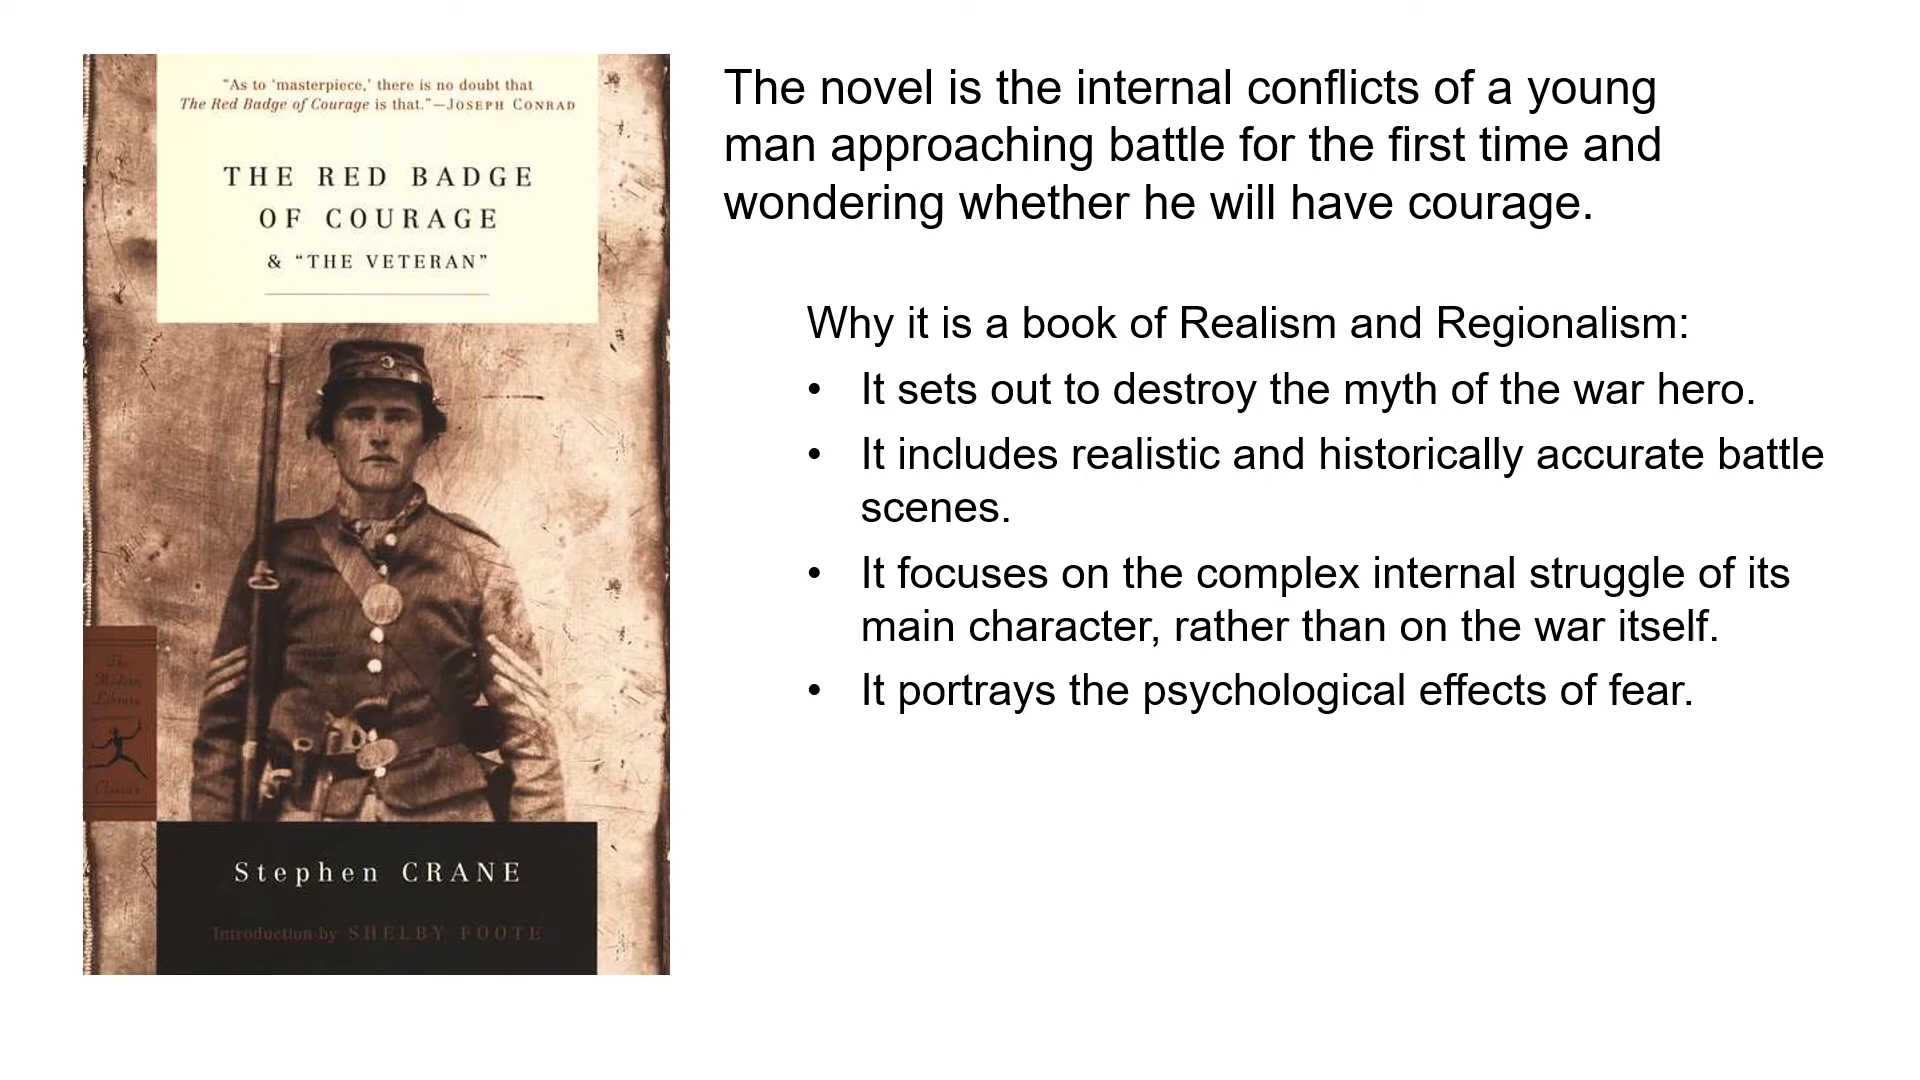 "As to 'masterpiece,' there is no doubt that
The Red Badge of Courage is that."—JOSEPH CONRAD
THE RED BADGE
OF COURAGE
& "THE VETERAN"
The
Modern
Library
Classics
Stephen CRANE
Introduction by SHELBY FOOTE
The novel is the internal conflicts of a young
man approaching battle for the first time and
wondering whether he will have courage.
Why it is a book of Realism and Regionalism:
• It sets out to destroy the myth of the war hero.
• It includes realistic and historically accurate battle
scenes.
• It focuses on the complex internal struggle of its
main character, rather than on the war itself.
• It portrays the psychological effects of fear.